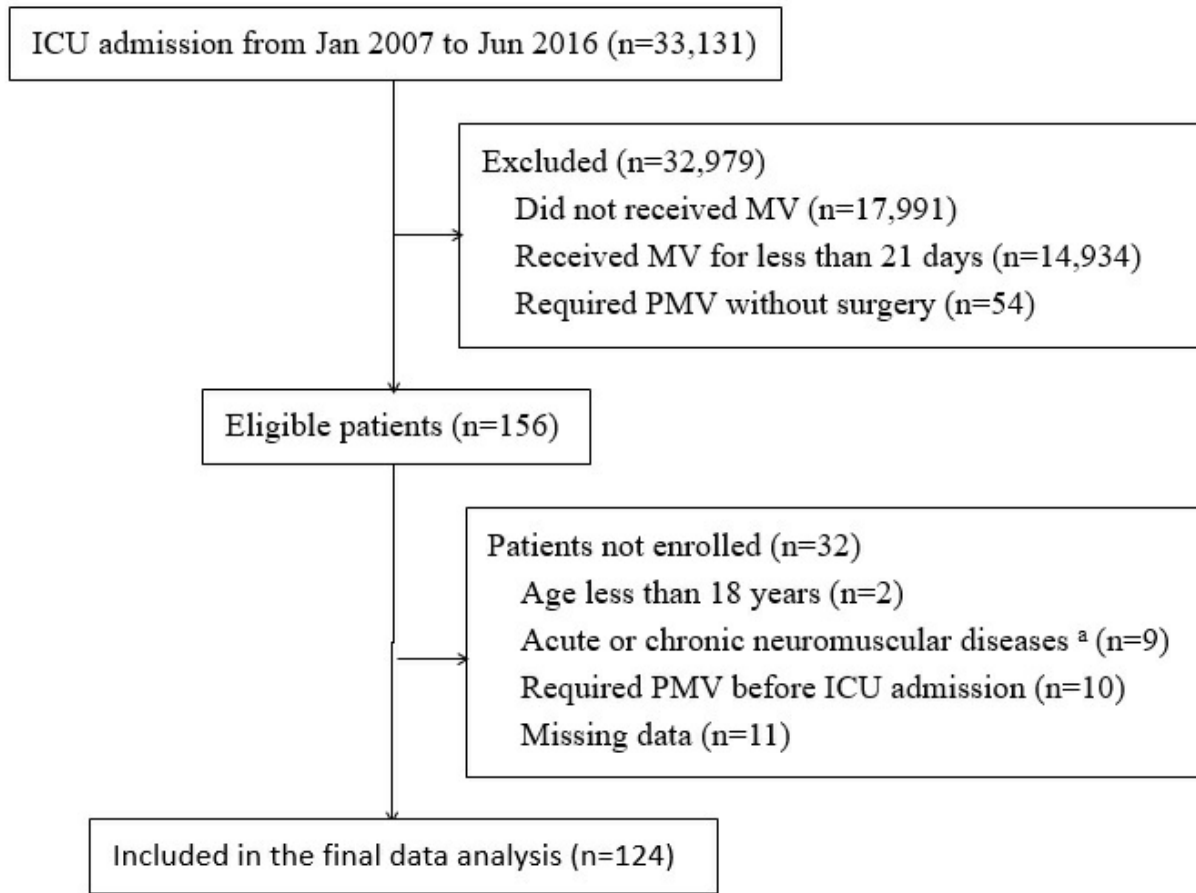 ICU admission from Jan 2007 to Jun 2016 (n=33,131)
Excluded (n=32,979)
Did not received MV (n=17,991)
Received MV for less than 21 days (n=14,934)
Required PMV without surgery (n=54)
Eligible patients (n=156)
Patients not enrolled (n=32)
Age less than 18 years (n=2)
Acute or chronic neuromuscular diseases ᵃ (n=9)
Required PMV before ICU admission (n=10)
Missing data (n=11)
Included in the final data analysis (n=124)